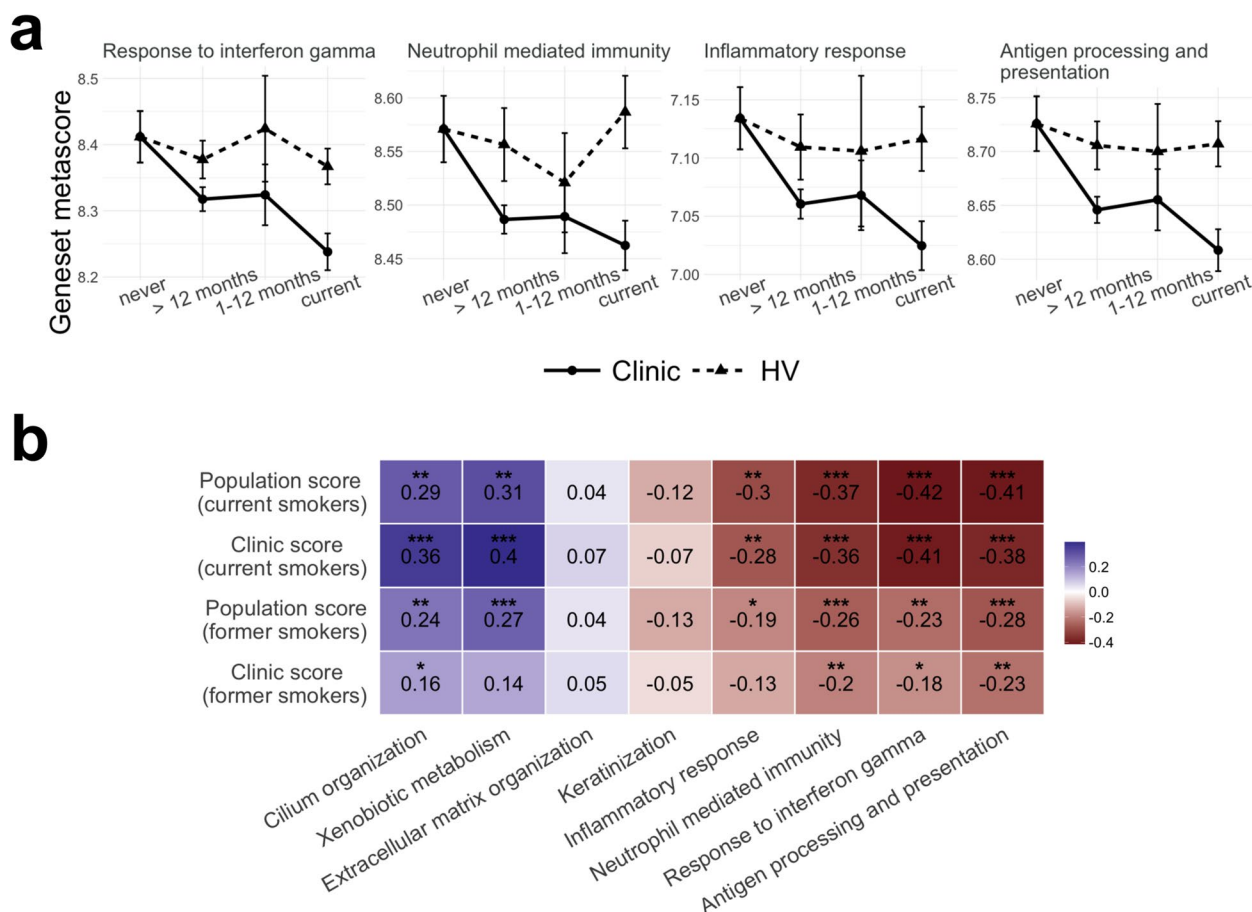 a
Response to interferon gamma
Neutrophil mediated immunity
Inflammatory response
Antigen processing and
presentation
Geneset metascore
8.5
8.4
8.3
8.2
never
> 12 months
1-12 months
current
8.60
8.55
8.50
8.45
never
> 12 months
1-12 months
current
7.15
7.10
7.05
7.00
never
> 12 months
1-12 months
current
8.75
8.70
8.65
8.60
never
> 12 months
1-12 months
current
Clinic HV
b
Population score
(current smokers)
** ** ** *** *** ***
0.29 0.31 0.04 -0.12 -0.3 -0.37 -0.42 -0.41
Clinic score
(current smokers)
*** *** ** *** *** ***
0.36 0.4 0.07 -0.07 -0.28 -0.36 -0.41 -0.38
Population score
(former smokers)
** *** * *** ** ***
0.24 0.27 0.04 -0.13 -0.19 -0.26 -0.23 -0.28
Clinic score
(former smokers)
* ** * **
0.16 0.14 0.05 -0.05 -0.13 -0.2 -0.18 -0.23
0.2
0.0
-0.2
-0.4
Cilium organization
Xenobiotic metabolism
Extracellular matrix organization
Keratinization
Inflammatory response
Neutrophil mediated immunity
Response to interferon gamma
Antigen processing and presentation